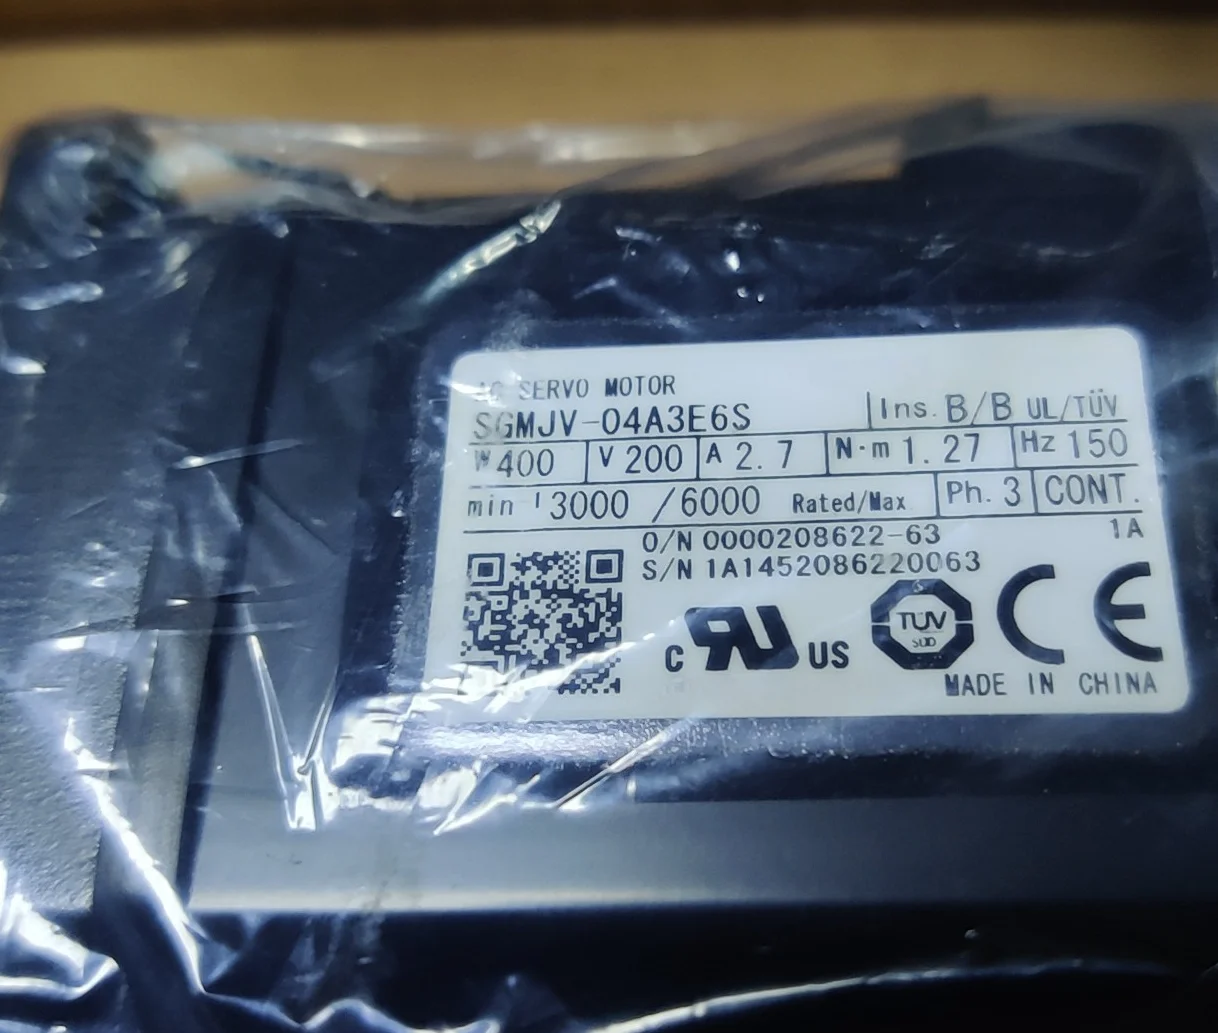 AC SERVO MOTOR
SGMJV-04A3E6S Ins. B/B UL/TÜV
W 400 V 200 A 2.7 N·m 1.27 Hz 150
min⁻¹ 3000 /6000 Rated/Max Ph. 3 CONT.
O/N 0000208622-63 1A
S/N 1A1452086220063
C RU US TÜV SÜD CE
MADE IN CHINA